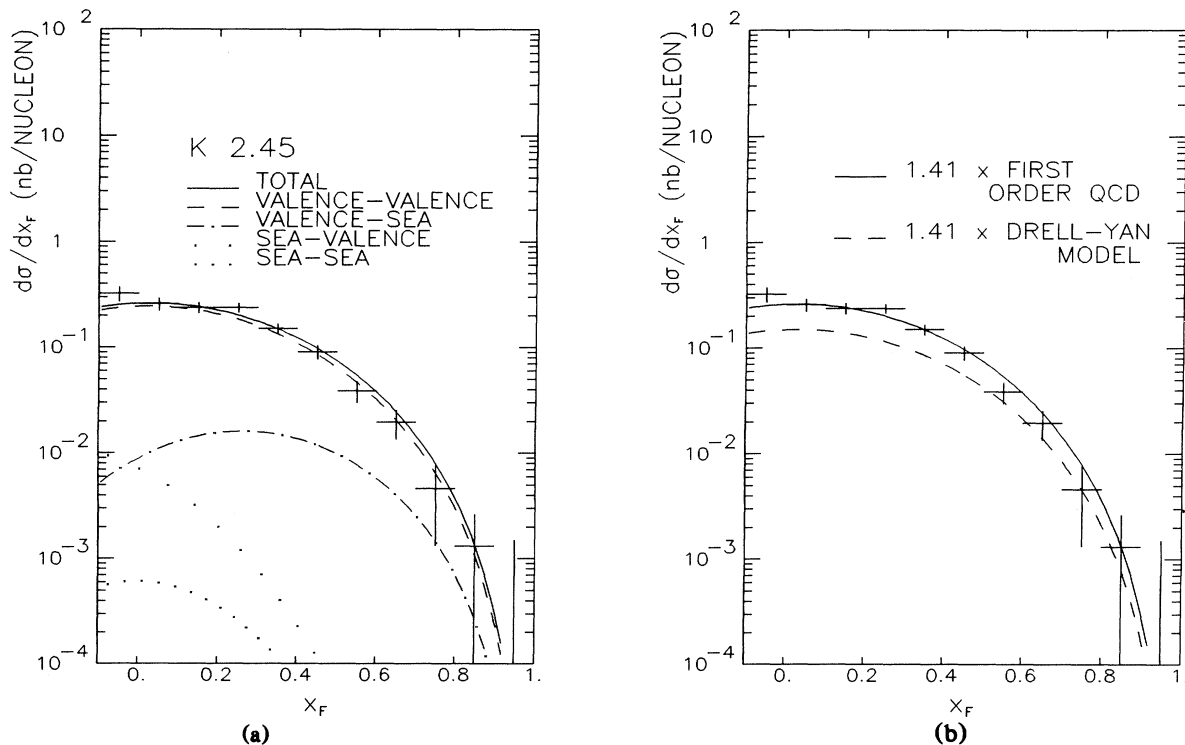 dσ/dx_F (nb/NUCLEON)
10 2
10
1
10 -1
10 -2
10 -3
10 -4
K 2.45
TOTAL
VALENCE-VALENCE
VALENCE-SEA
SEA-VALENCE
SEA-SEA
0. 0.2 0.4 0.6 0.8 1.
x_F
(a)
dσ/dx_F (nb/NUCLEON)
10 2
10
1
10 -1
10 -2
10 -3
10 -4
1.41 x FIRST
ORDER QCD
1.41 x DRELL-YAN
MODEL
0. 0.2 0.4 0.6 0.8 1
x_F
(b)